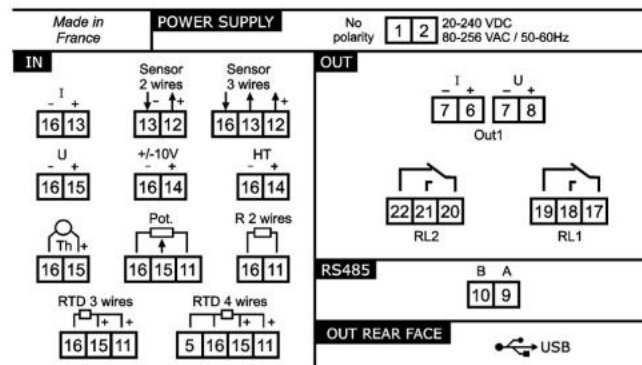 Made in
France
POWER SUPPLY
No
polarity
1 2
20-240 VDC
80-256 VAC / 50-60Hz
IN
I
- +
16 13
Sensor
2 wires
- +
13 12
Sensor
3 wires
+
16 13 12
U
- +
16 15
+/-10V
- +
16 14
HT
- +
16 14
Th +
16 15
Pot.
16 15 11
R 2 wires
16 11
RTD 3 wires
+ +
16 15 11
RTD 4 wires
+ +
5 16 15 11
OUT
I
- +
7 6
U
- +
7 8
Out1
22 21 20
RL2
19 18 17
RL1
RS485
B A
10 9
OUT REAR FACE
USB